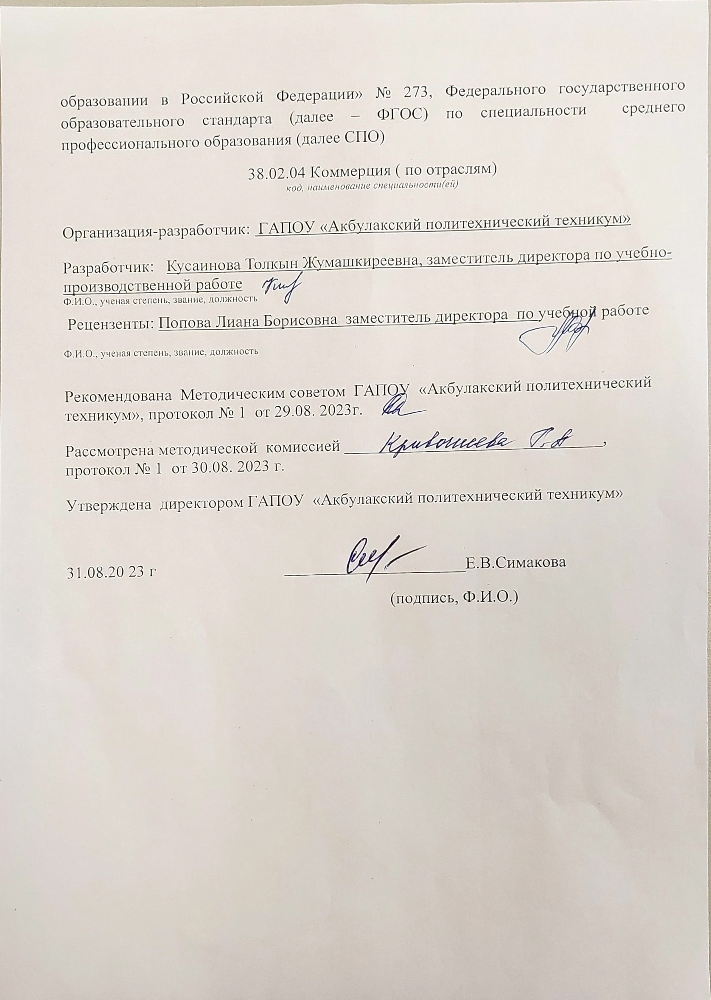 образовании в Российской Федерации» № 273, Федерального государственного
образовательного стандарта (далее – ФГОС) по специальности среднего
профессионального образования (далее СПО)
38.02.04 Коммерция ( по отраслям)
код, наименование специальности(ей)
Организация-разработчик: ГАПОУ «Акбулакский политехнический техникум»
Разработчик: Кусаинова Толкын Жумашкиреевна, заместитель директора по учебно-
производственной работе
Ф.И.О., ученая степень, звание, должность
Рецензенты: Попова Лиана Борисовна заместитель директора по учебной работе
Ф.И.О., ученая степень, звание, должность
Рекомендована Методическим советом ГАПОУ «Акбулакский политехнический
техникум», протокол № 1 от 29.08. 2023г.
Рассмотрена методической комиссией Кривошеева ,
протокол № 1 от 30.08. 2023 г.
Утверждена директором ГАПОУ «Акбулакский политехнический техникум»
31.08.20 23 г Е.В.Симакова
(подпись, Ф.И.О.)